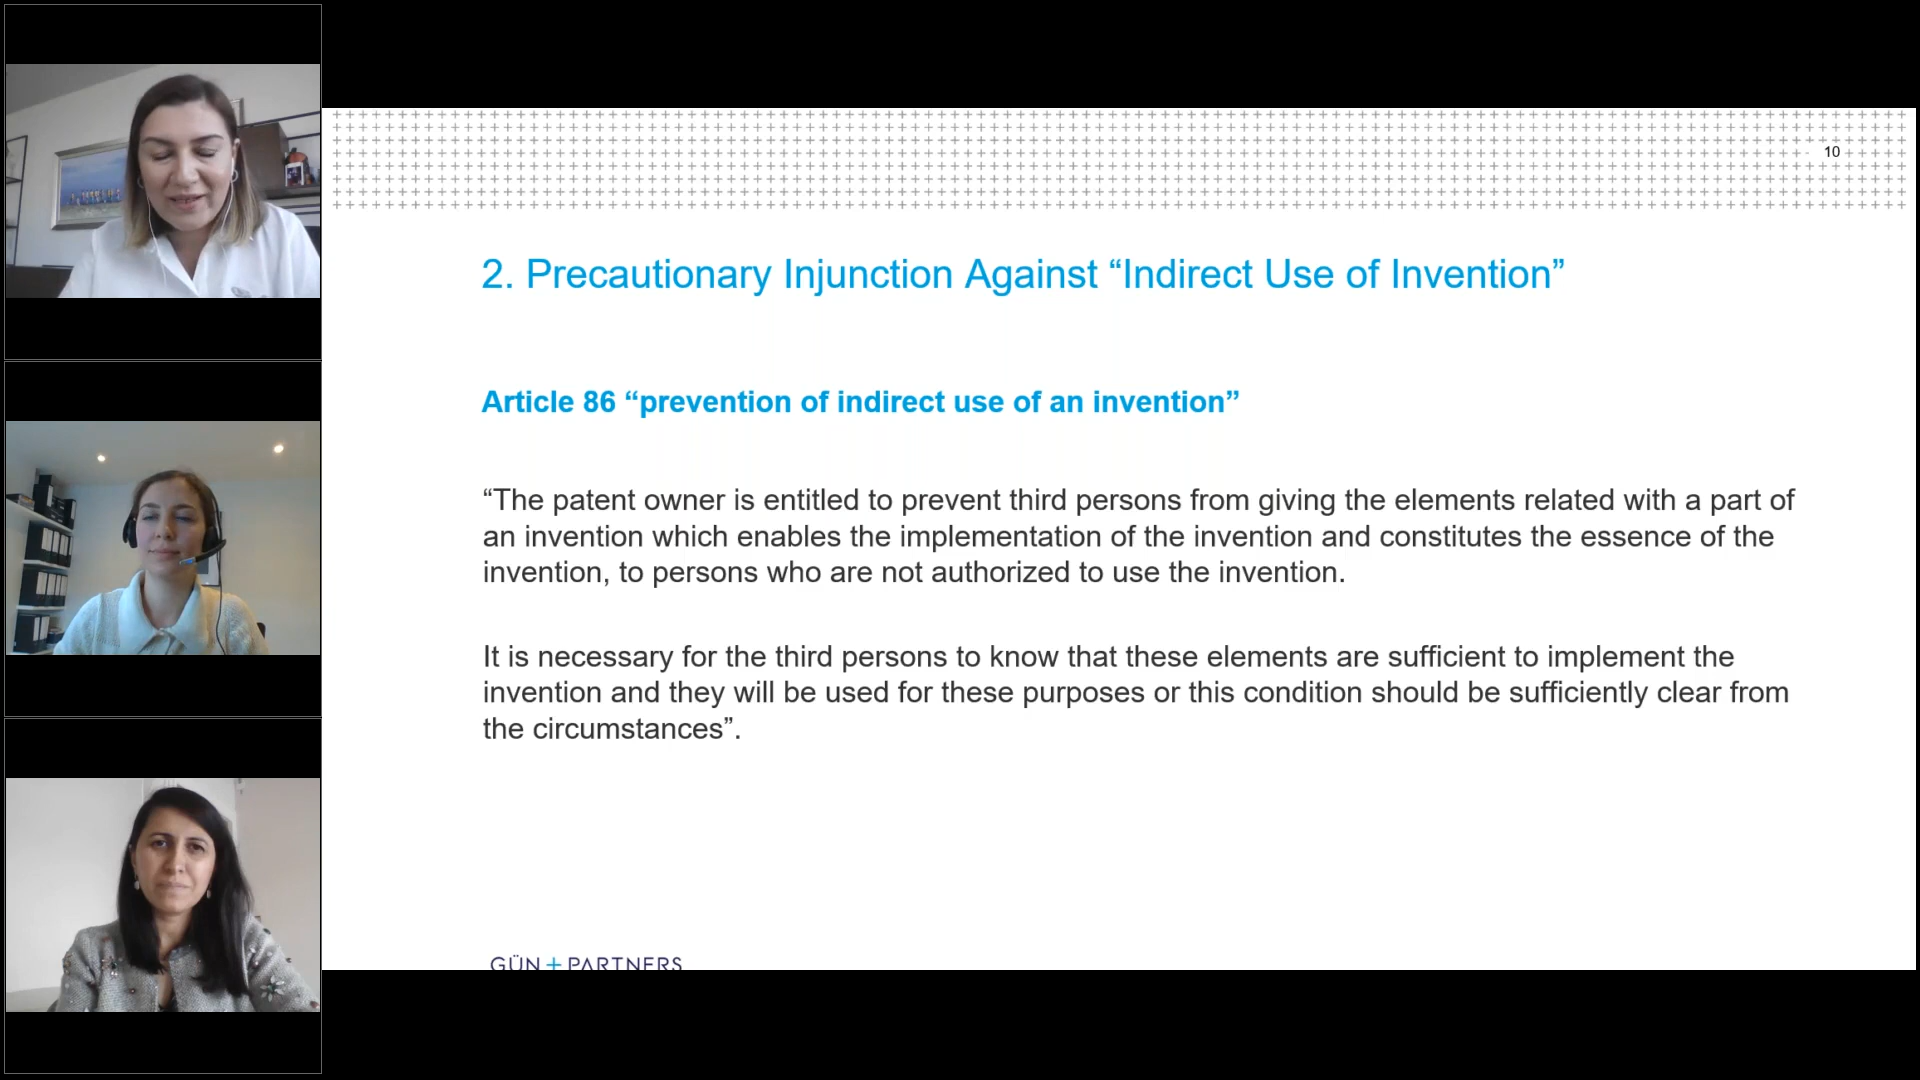 10
2. Precautionary Injunction Against “Indirect Use of Invention”
Article 86 “prevention of indirect use of an invention”
“The patent owner is entitled to prevent third persons from giving the elements related with a part of
an invention which enables the implementation of the invention and constitutes the essence of the
invention, to persons who are not authorized to use the invention.
It is necessary for the third persons to know that these elements are sufficient to implement the
invention and they will be used for these purposes or this condition should be sufficiently clear from
the circumstances”.
GÜN + PARTNERS